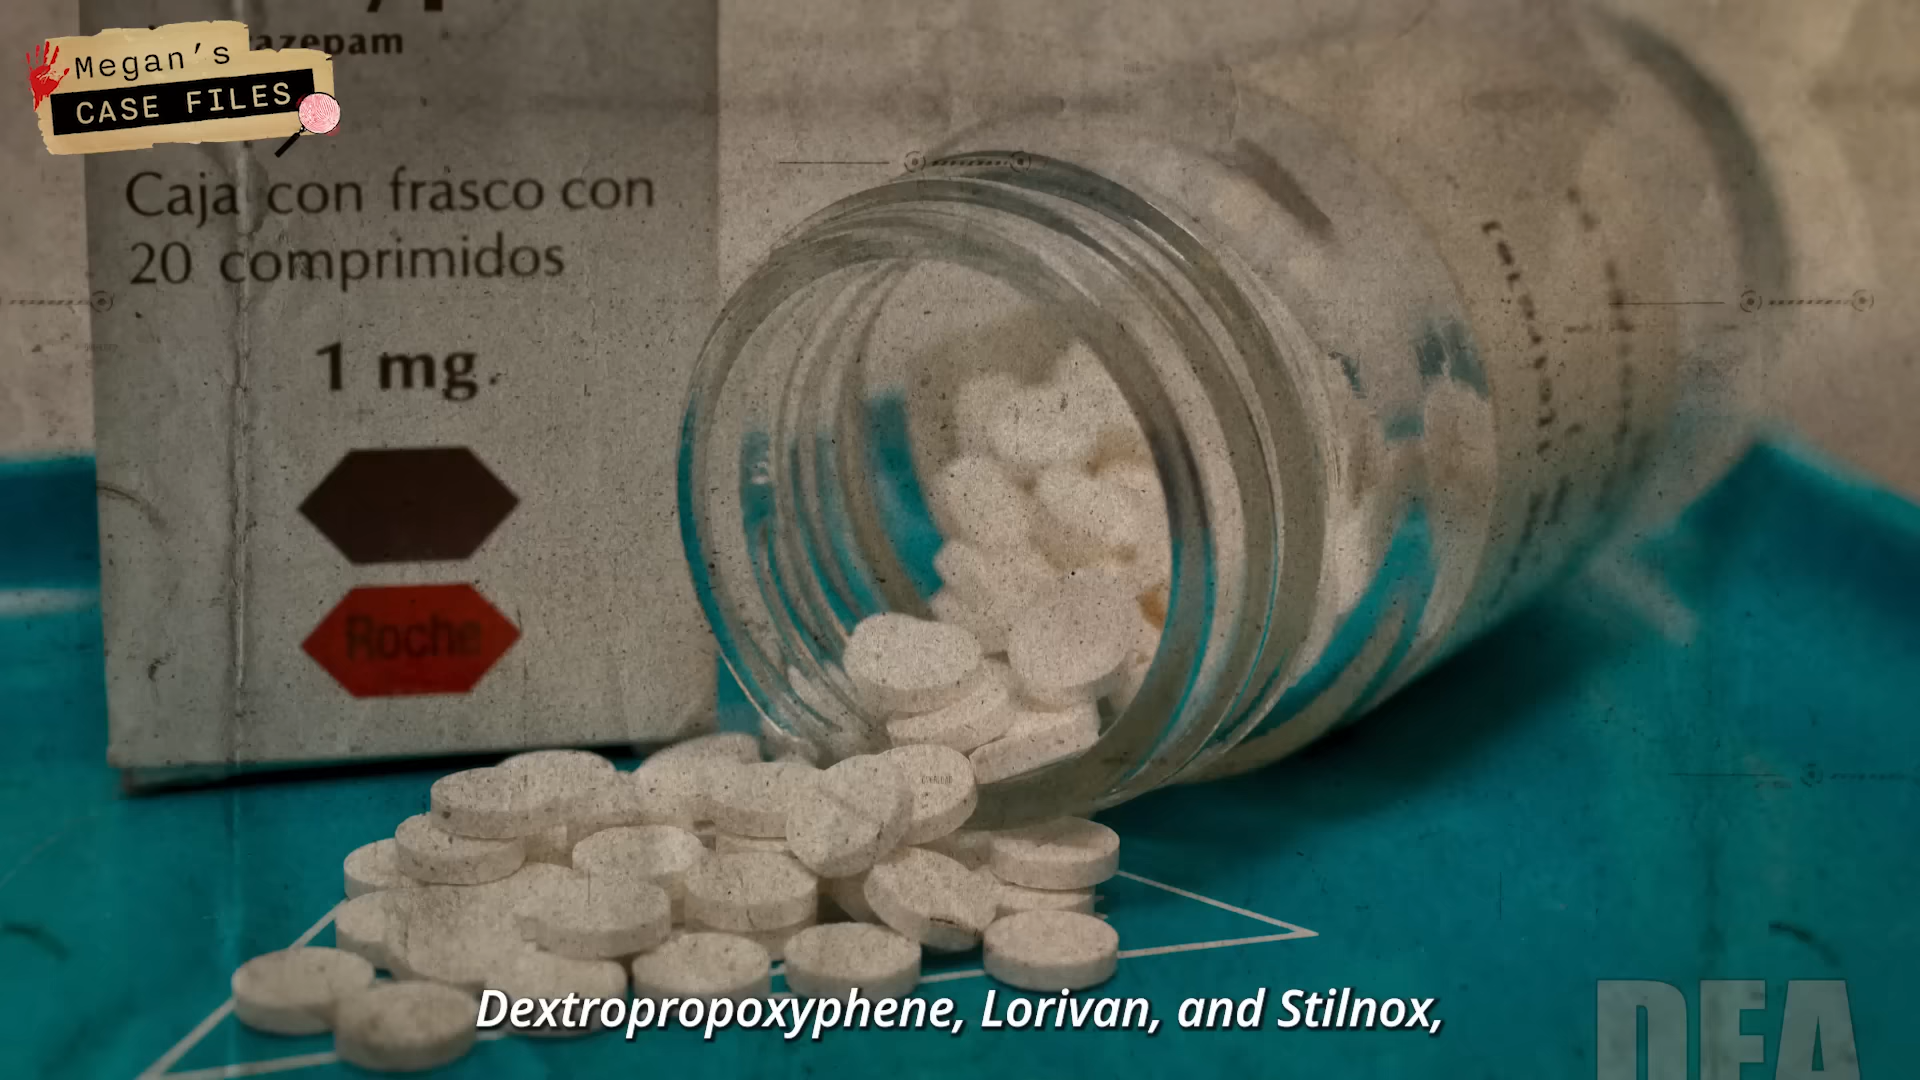 Megan's
CASE FILES
azepam
Caja con frasco con
20 comprimidos
1 mg.
Roche
Dextropropoxyphene, Lorivan, and Stilnox,
DEA